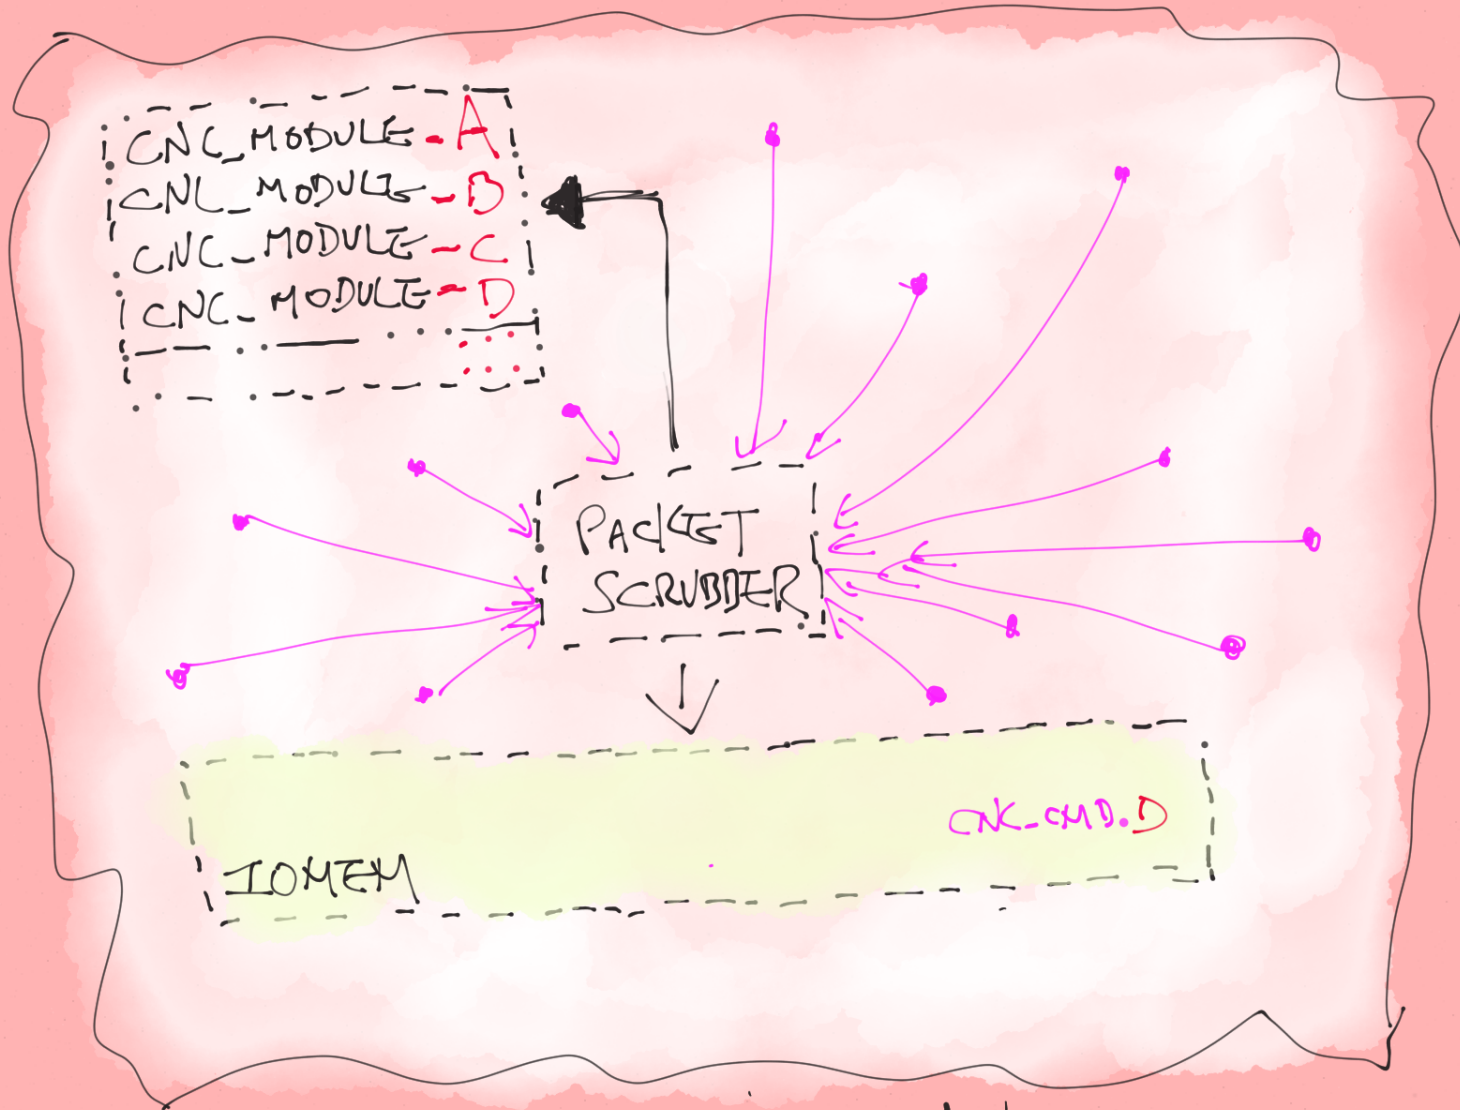 CNC_MODULE-A
CNC_MODULE-B
CNC_MODULE-C
CNC_MODULE-D
PACKET
SCRUBBER
CNC_CMD.D
IOMEM